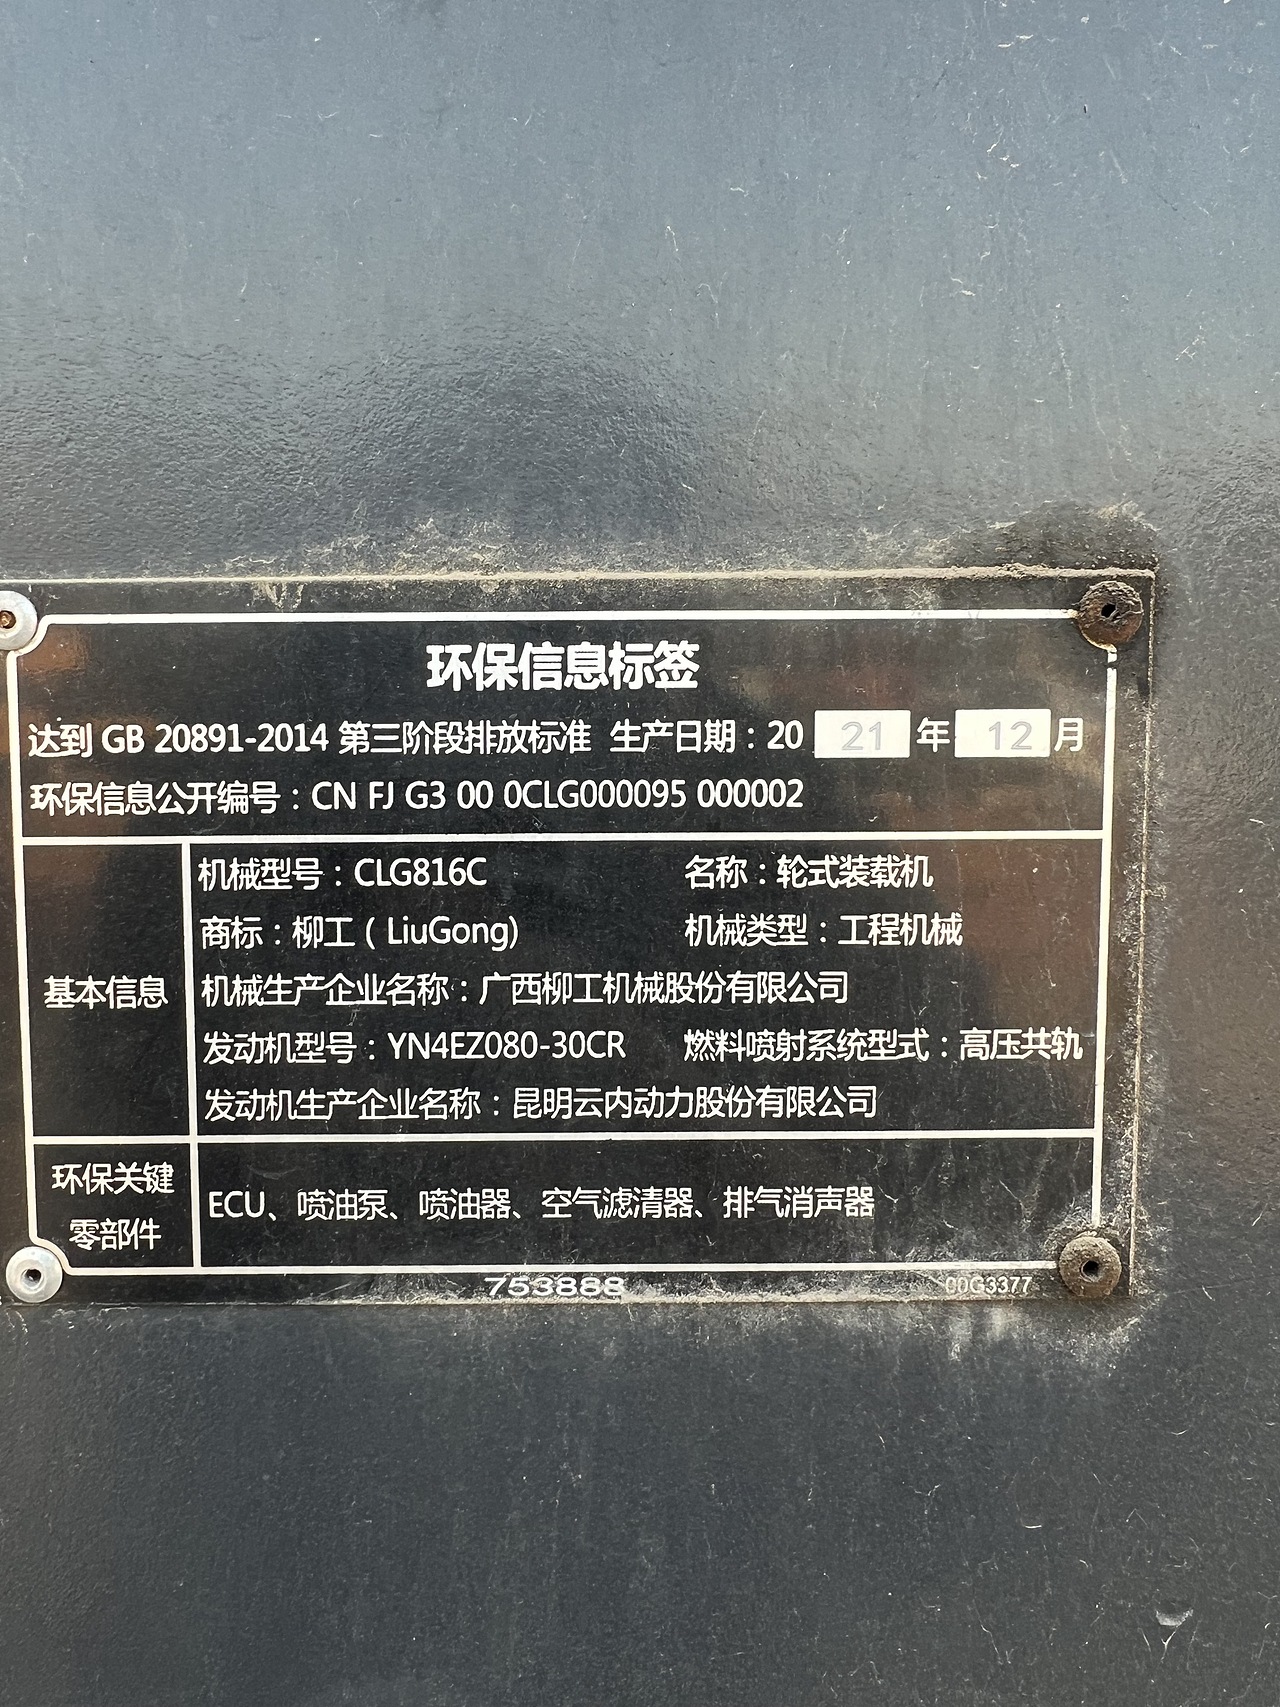 环保信息标签
达到 GB 20891-2014 第三阶段排放标准 生产日期：20 21 年 12 月
环保信息公开编号：CN FJ G3 00 0CLG000095 000002
基本信息
机械型号：CLG816C 名称：轮式装载机
商标：柳工（LiuGong) 机械类型：工程机械
机械生产企业名称：广西柳工机械股份有限公司
发动机型号：YN4EZ080-30CR 燃料喷射系统型式：高压共轨
发动机生产企业名称：昆明云内动力股份有限公司
环保关键
零部件
ECU、喷油泵、喷油器、空气滤清器、排气消声器
753888 00G3377